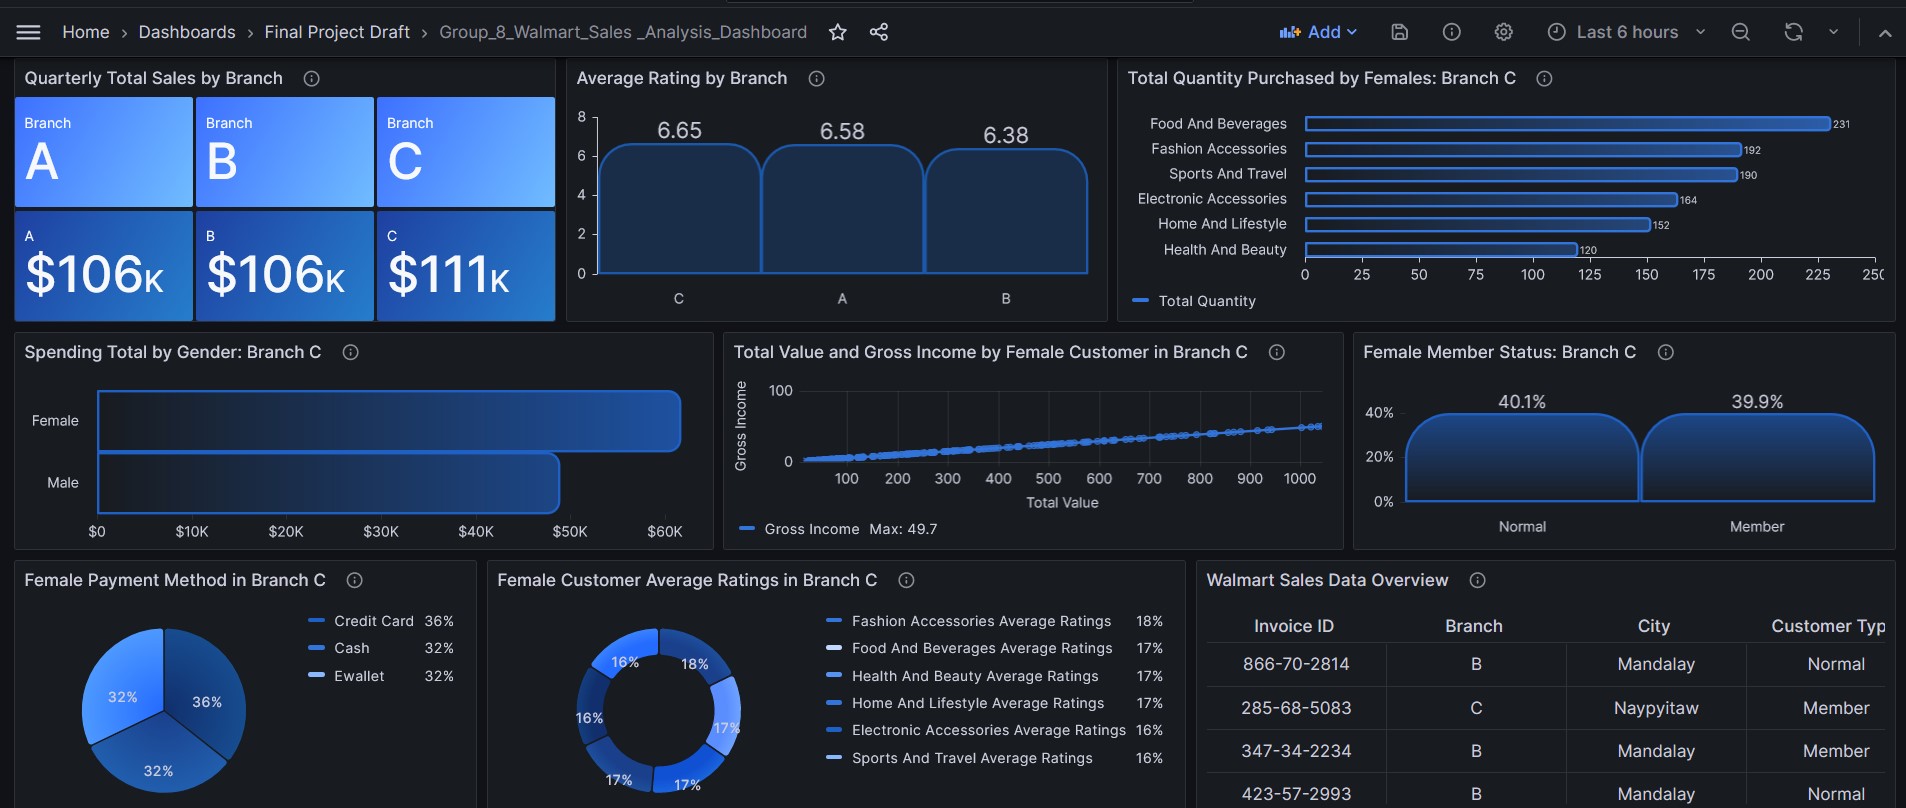 Home › Dashboards › Final Project Draft › Group_8_Walmart_Sales _Analysis_Dashboard
Add
Last 6 hours
Quarterly Total Sales by Branch
Branch
A
Branch
B
Branch
C
A
$106K
B
$106K
C
$111K
Average Rating by Branch
8
6
4
2
0
6.65
6.58
6.38
C
A
B
Total Quantity Purchased by Females: Branch C
Food And Beverages 231
Fashion Accessories 192
Sports And Travel 190
Electronic Accessories 164
Home And Lifestyle 152
Health And Beauty 120
0 25 50 75 100 125 150 175 200 225 250
Total Quantity
Spending Total by Gender: Branch C
Female
Male
$0 $10K $20K $30K $40K $50K $60K
Total Value and Gross Income by Female Customer in Branch C
Gross Income
100
0
100 200 300 400 500 600 700 800 900 1000
Total Value
Gross Income Max: 49.7
Female Member Status: Branch C
40%
20%
0%
40.1%
39.9%
Normal
Member
Female Payment Method in Branch C
32%
36%
32%
Credit Card 36%
Cash 32%
Ewallet 32%
Female Customer Average Ratings in Branch C
16%
18%
16%
17%
17%
17%
Fashion Accessories Average Ratings 18%
Food And Beverages Average Ratings 17%
Health And Beauty Average Ratings 17%
Home And Lifestyle Average Ratings 17%
Electronic Accessories Average Ratings 16%
Sports And Travel Average Ratings 16%
Walmart Sales Data Overview
Invoice ID Branch City Customer Typ
866-70-2814 B Mandalay Normal
285-68-5083 C Naypyitaw Member
347-34-2234 B Mandalay Member
423-57-2993 B Mandalay Normal